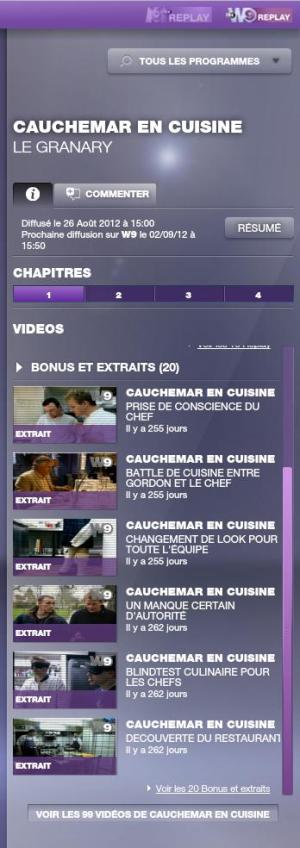 M6 REPLAY W9 REPLAY
TOUS LES PROGRAMMES
CAUCHEMAR EN CUISINE
LE GRANARY
i COMMENTER
Diffusé le 26 Août 2012 à 15:00
Prochaine diffusion sur W9 le 02/09/12 à
15:50
RÉSUMÉ
CHAPITRES
1 2 3 4
VIDEOS
BONUS ET EXTRAITS (20)
9
EXTRAIT
CAUCHEMAR EN CUISINE
PRISE DE CONSCIENCE DU
CHEF
Il y a 255 jours
W9
EXTRAIT
CAUCHEMAR EN CUISINE
BATTLE DE CUISINE ENTRE
GORDON ET LE CHEF
Il y a 255 jours
9
EXTRAIT
CAUCHEMAR EN CUISINE
CHANGEMENT DE LOOK POUR
TOUTE L'ÉQUIPE
Il y a 255 jours
9
EXTRAIT
CAUCHEMAR EN CUISINE
UN MANQUE CERTAIN
D'AUTORITÉ
Il y a 262 jours
W9
EXTRAIT
CAUCHEMAR EN CUISINE
BLINDTEST CULINAIRE POUR
LES CHEFS
Il y a 262 jours
9
EXTRAIT
CAUCHEMAR EN CUISINE
DECOUVERTE DU RESTAURANT
Il y a 262 jours
Voir les 20 Bonus et extraits
VOIR LES 99 VIDÉOS DE CAUCHEMAR EN CUISINE